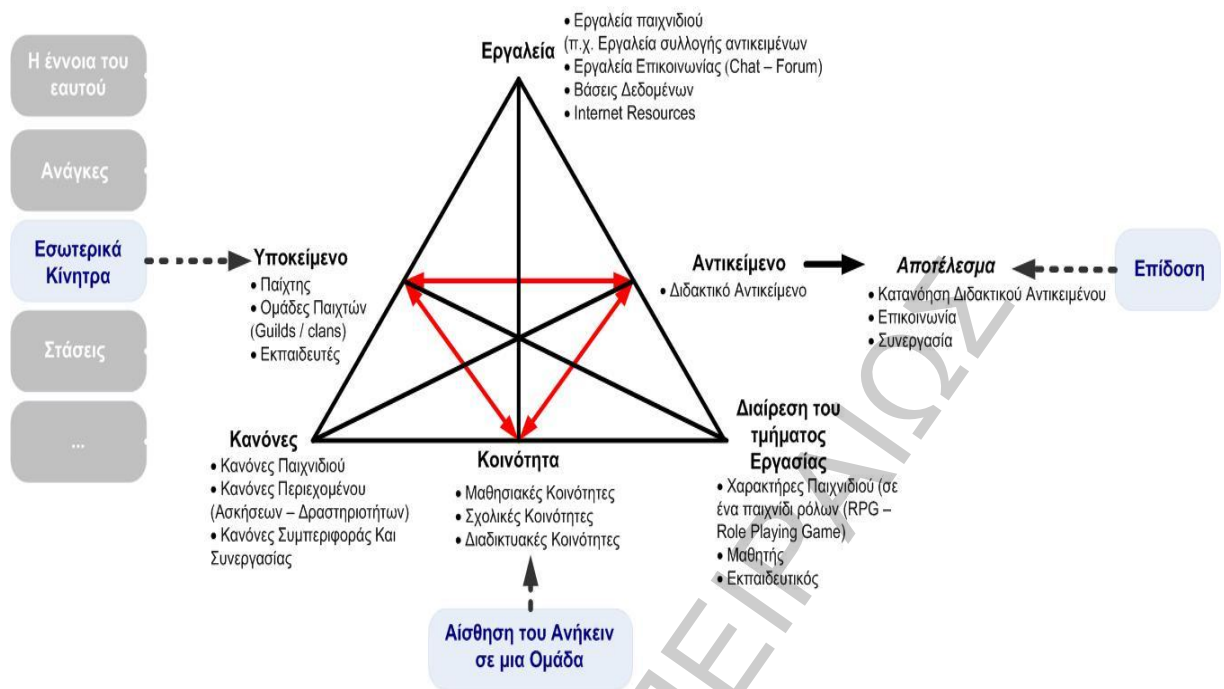 Η έννοια του
εαυτού
Ανάγκες
Εσωτερικά
Κίνητρα
Στάσεις
...
Εργαλεία
• Εργαλεία παιχνιδιού
(π.χ. Εργαλεία συλλογής αντικειμένων
• Εργαλεία Επικοινωνίας (Chat – Forum)
• Βάσεις Δεδομένων
• Internet Resources
Υποκείμενο
• Παίχτης
• Ομάδες Παιχτών
(Guilds / clans)
• Εκπαιδευτές
Αντικείμενο
• Διδακτικό Αντικείμενο
Αποτέλεσμα
• Κατανόηση Διδακτικού Αντικειμένου
• Επικοινωνία
• Συνεργασία
Επίδοση
Κανόνες
• Κανόνες Παιχνιδιού
• Κανόνες Περιεχομένου
(Ασκήσεων – Δραστηριοτήτων)
• Κανόνες Συμπεριφοράς Και
Συνεργασίας
Κοινότητα
• Μαθησιακές Κοινότητες
• Σχολικές Κοινότητες
• Διαδικτυακές Κοινότητες
Διαίρεση του
τμήματος
Εργασίας
• Χαρακτήρες Παιχνιδιού (σε
ένα παιχνίδι ρόλων (RPG –
Role Playing Game)
• Μαθητής
• Εκπαιδευτικός
Αίσθηση του Ανήκειν
σε μια Ομάδα
ΠΕΙΡΑΙΩΣ